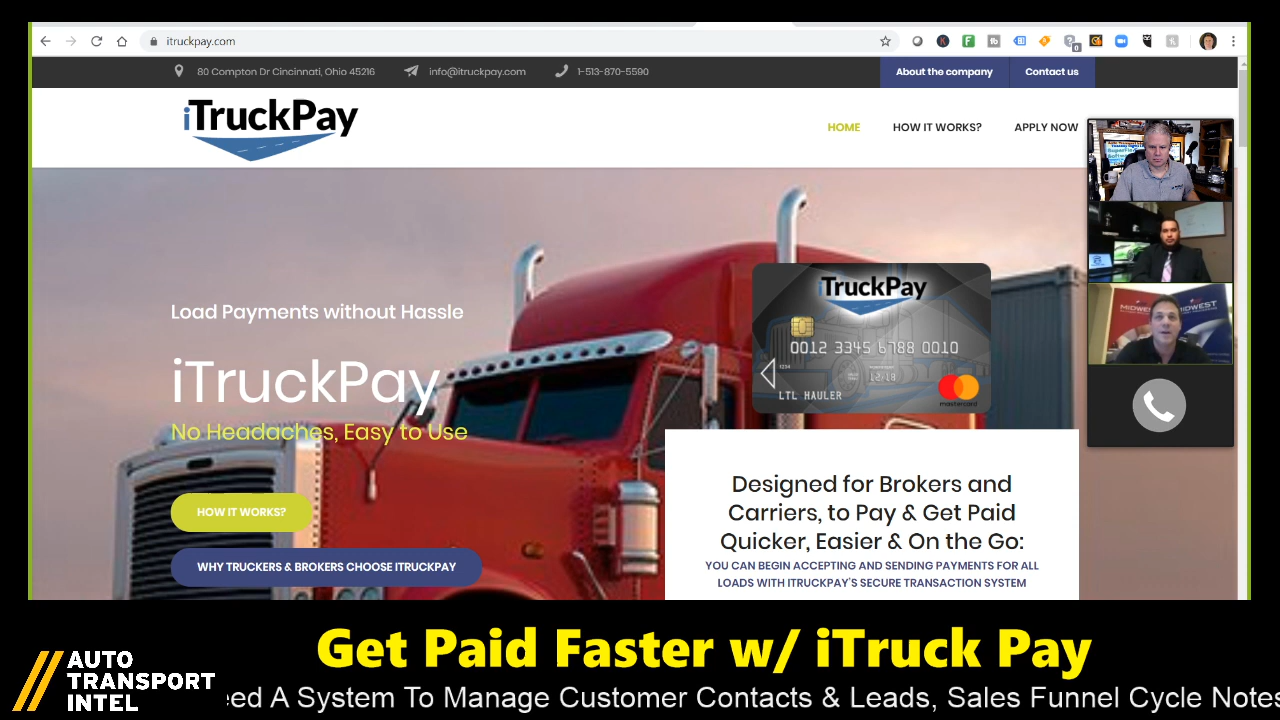 itruckpay.com
80 Compton Dr Cincinnati, Ohio 45216
info@itruckpay.com
1-513-870-5590
About the company
Contact us
iTruckPay
HOME
HOW IT WORKS?
APPLY NOW
Load Payments without Hassle
iTruckPay
No Headaches, Easy to Use
HOW IT WORKS?
WHY TRUCKERS & BROKERS CHOOSE ITRUCKPAY
iTruckPay
0012 3345 6788 0010
1234
12/18
LTL HAULER
mastercard
Designed for Brokers and
Carriers, to Pay & Get Paid
Quicker, Easier & On the Go:
YOU CAN BEGIN ACCEPTING AND SENDING PAYMENTS FOR ALL
LOADS WITH ITRUCKPAY'S SECURE TRANSACTION SYSTEM
MIDWEST
Get Paid Faster w/ iTruck Pay
AUTO
TRANSPORT
INTEL
eed A System To Manage Customer Contacts & Leads, Sales Funnel Cycle Notes